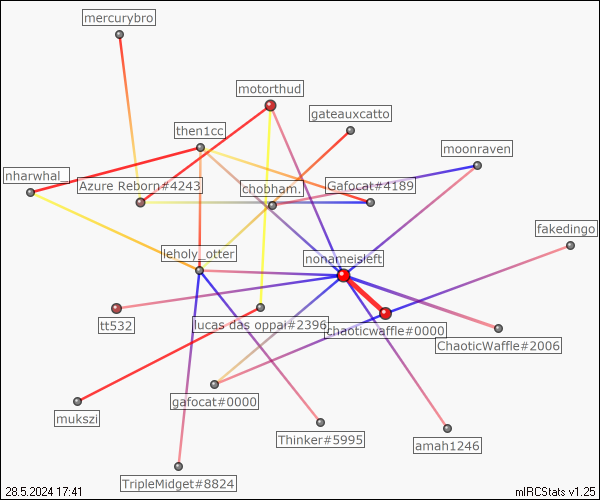 mercurybro
motorthud
gateauxcatto
then1cc
moonraven
nharwhal_
Azure Reborn#4243
chobham.
Gafocat#4189
fakedingo
leholy_otter
nonameisleft
tt532
lucas das oppai#2396
chaoticwaffle#0000
ChaoticWaffle#2006
gafocat#0000
mukszi
Thinker#5995
amah1246
TripleMidget#8824
28.5.2024 17:41
mIRCStats v1.25